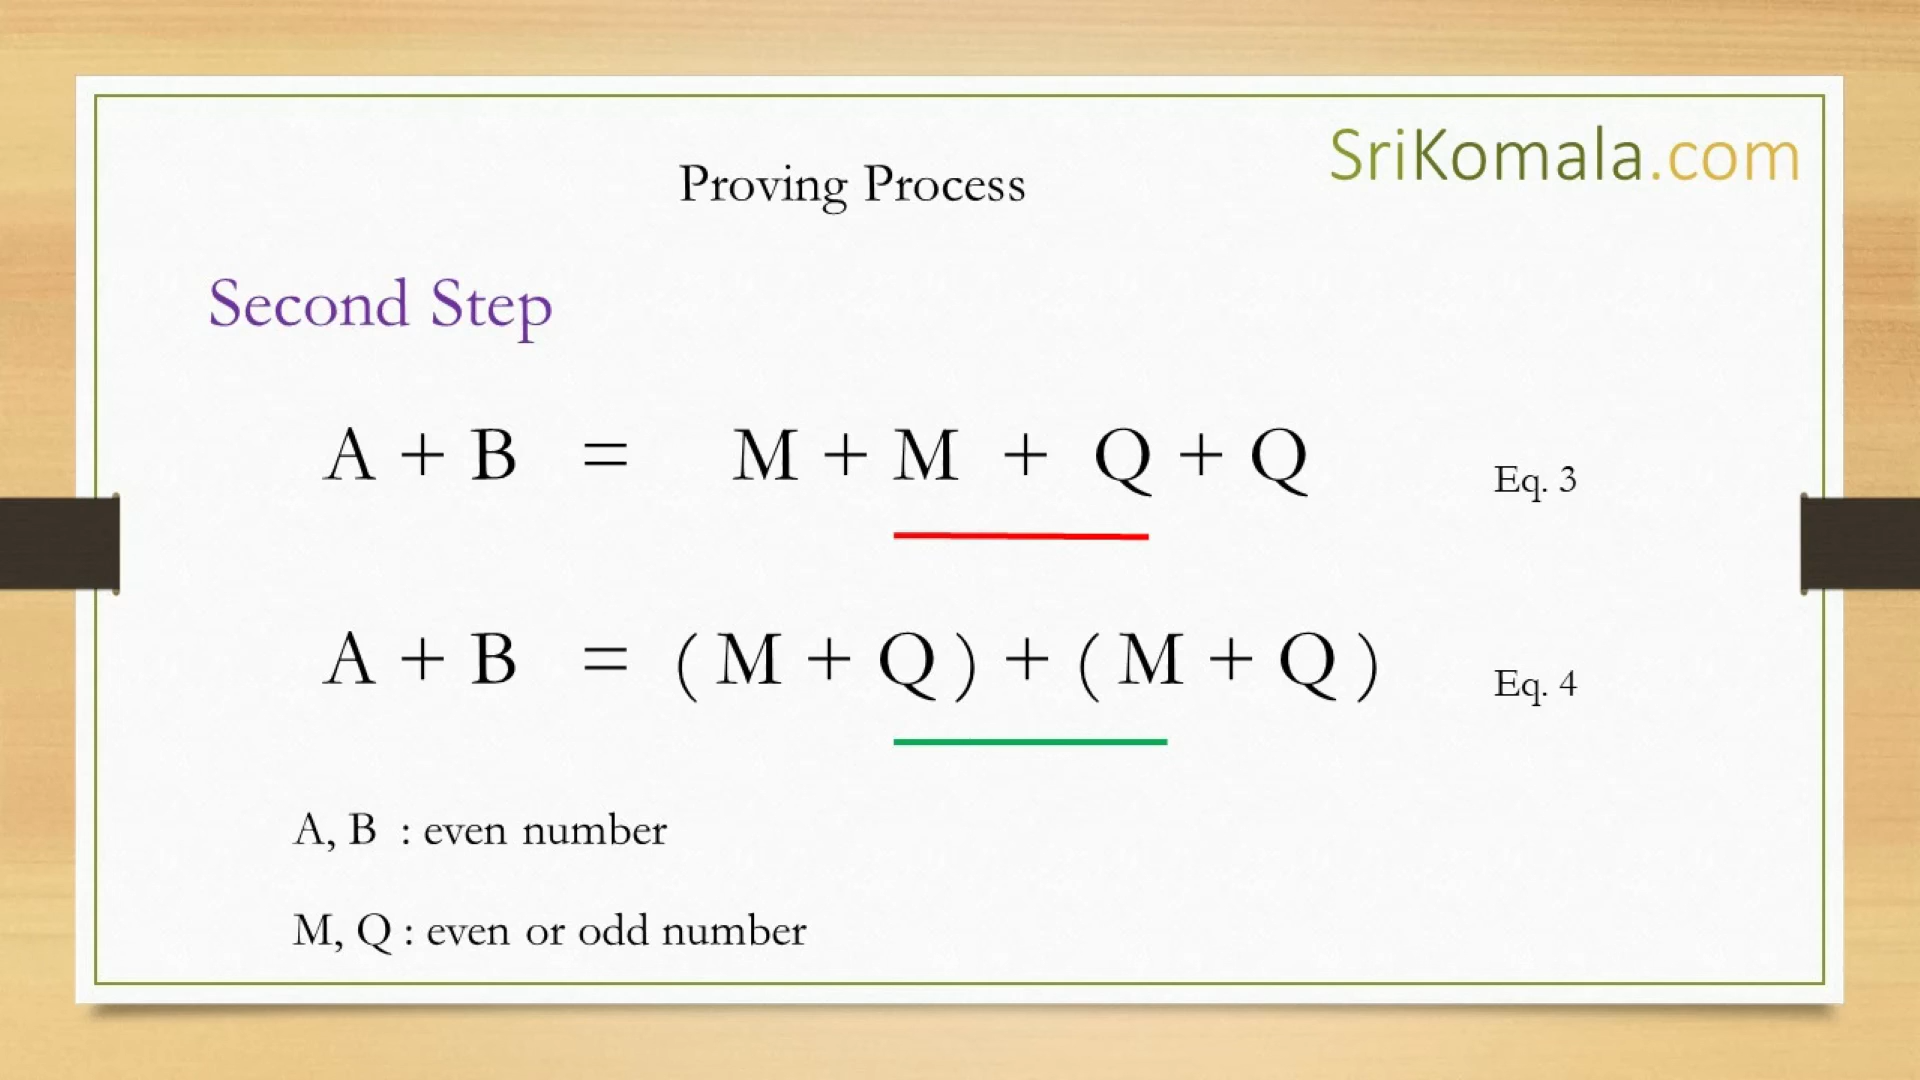 SriKomala.com
Proving Process
Second Step
A + B = M + M + Q + Q Eq. 3
A + B = ( M + Q ) + ( M + Q ) Eq. 4
A, B : even number
M, Q : even or odd number